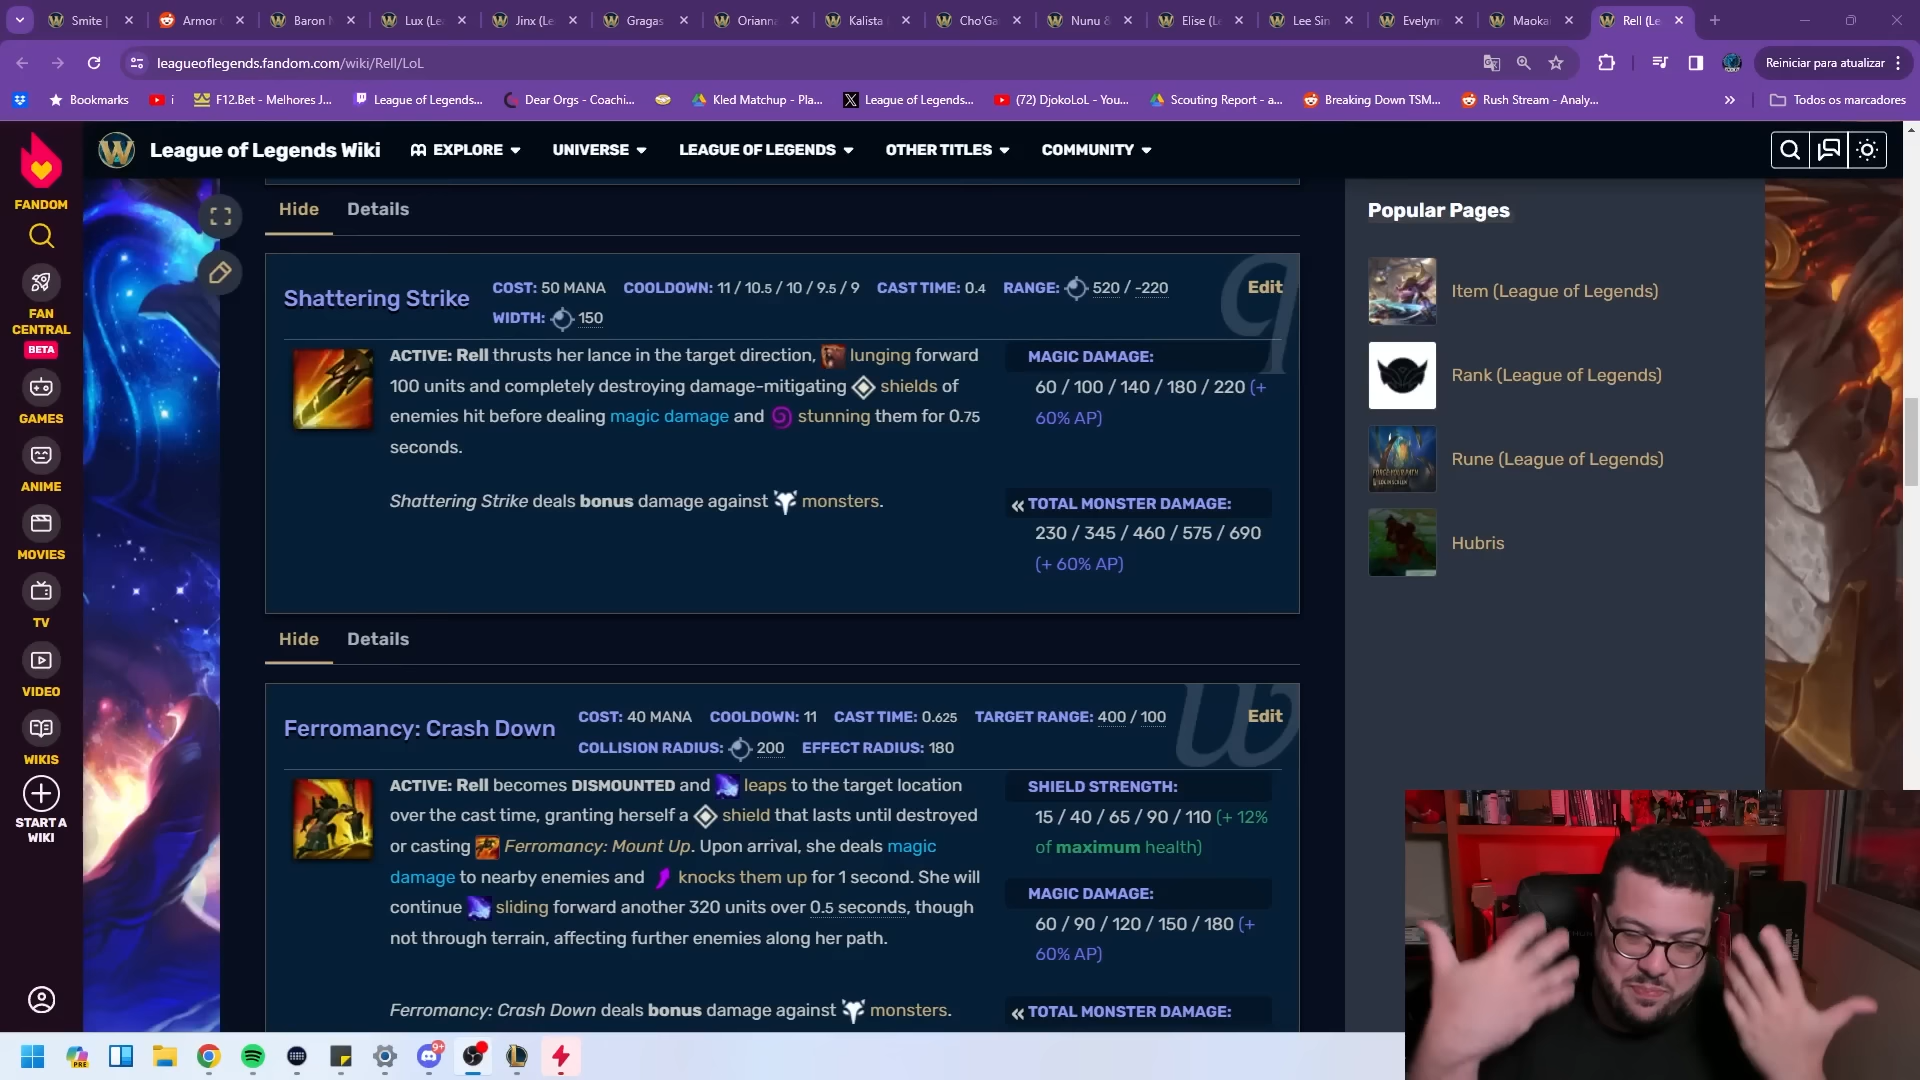 Smite |
Armor
Baron N
Lux (Le
Jinx (Le
Gragas
Orianna
Kalista
Cho'Ga
Nunu &
Elise (L
Lee Sin
Evelynn
Maokai
Rell (Le
leagueoflegends.fandom.com/wiki/Rell/LoL
Reiniciar para atualizar
Bookmarks
i
F12.Bet - Melhores J...
League of Legends...
Dear Orgs - Coachi...
Kled Matchup - Pla...
League of Legends...
(72) DjokoLoL - You...
Scouting Report - a...
Breaking Down TSM...
Rush Stream - Analy...
»
Todos os marcadores
League of Legends Wiki
EXPLORE
UNIVERSE
LEAGUE OF LEGENDS
OTHER TITLES
COMMUNITY
FANDOM
FAN
CENTRAL
BETA
GAMES
ANIME
MOVIES
TV
VIDEO
WIKIS
START A
WIKI
Hide Details
Shattering Strike
COST: 50 MANA COOLDOWN: 11 / 10.5 / 10 / 9.5 / 9 CAST TIME: 0.4 RANGE: 520 / -220
WIDTH: 150
Edit
q
ACTIVE: Rell thrusts her lance in the target direction, lunging forward
100 units and completely destroying damage-mitigating shields of
enemies hit before dealing magic damage and stunning them for 0.75
seconds.
Shattering Strike deals bonus damage against monsters.
MAGIC DAMAGE:
60 / 100 / 140 / 180 / 220 (+
60% AP)
« TOTAL MONSTER DAMAGE:
230 / 345 / 460 / 575 / 690
(+ 60% AP)
Hide Details
Ferromancy: Crash Down
COST: 40 MANA COOLDOWN: 11 CAST TIME: 0.625 TARGET RANGE: 400 / 100
COLLISION RADIUS: 200 EFFECT RADIUS: 180
Edit
w
ACTIVE: Rell becomes DISMOUNTED and leaps to the target location
over the cast time, granting herself a shield that lasts until destroyed
or casting Ferromancy: Mount Up. Upon arrival, she deals magic
damage to nearby enemies and knocks them up for 1 second. She will
continue sliding forward another 320 units over 0.5 seconds, though
not through terrain, affecting further enemies along her path.
Ferromancy: Crash Down deals bonus damage against monsters.
SHIELD STRENGTH:
15 / 40 / 65 / 90 / 110 (+ 12%
of maximum health)
MAGIC DAMAGE:
60 / 90 / 120 / 150 / 180 (+
60% AP)
« TOTAL MONSTER DAMAGE:
Popular Pages
Item (League of Legends)
Rank (League of Legends)
Rune (League of Legends)
Hubris
PRE
9+